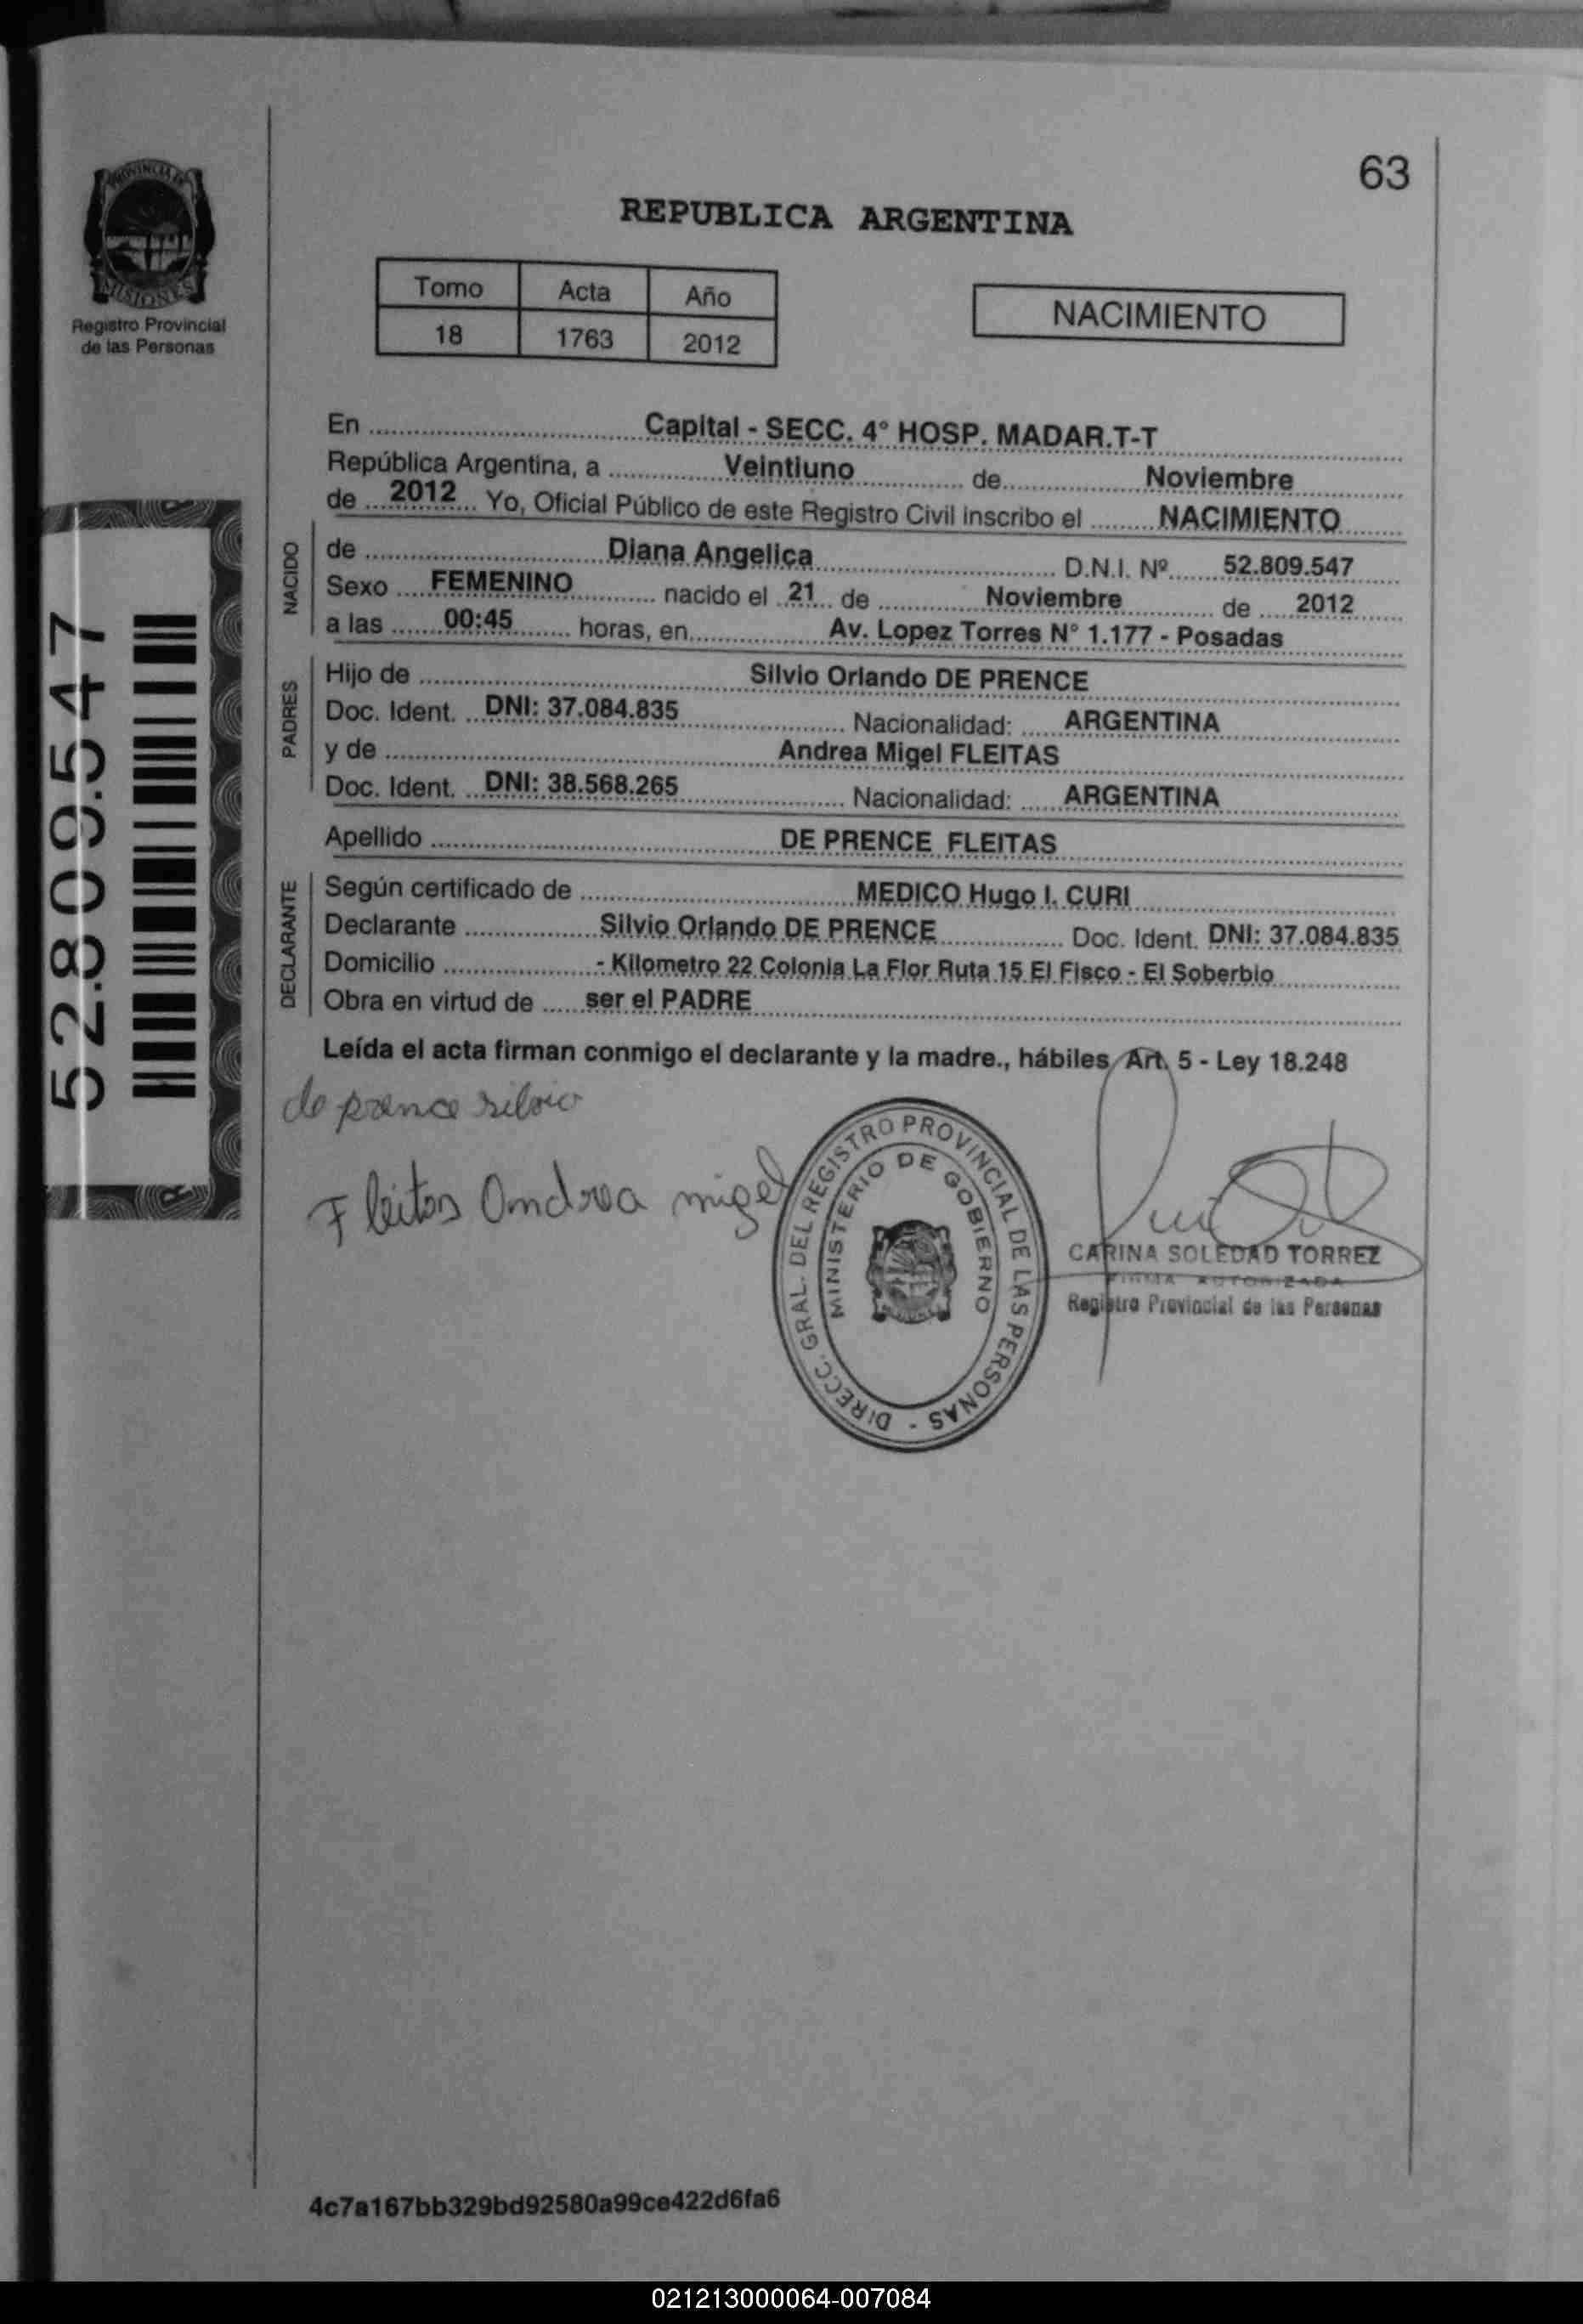 63
PROVINCIA DE
MISIONES
Registro Provincial
de las Personas
REPUBLICA ARGENTINA
Tomo Acta Año
18 1763 2012
NACIMIENTO
En Capital - SECC. 4° HOSP. MADAR.T-T
República Argentina, a Veintiuno de Noviembre
de 2012 Yo, Oficial Público de este Registro Civil inscribo el NACIMIENTO
NACIDO
de Diana Angelica D.N.I. Nº 52.809.547
Sexo FEMENINO nacido el 21 de Noviembre de 2012
a las 00:45 horas, en Av. Lopez Torres N° 1.177 - Posadas
PADRES
Hijo de Silvio Orlando DE PRENCE
Doc. Ident. DNI: 37.084.835 Nacionalidad: ARGENTINA
y de Andrea Migel FLEITAS
Doc. Ident. DNI: 38.568.265 Nacionalidad: ARGENTINA
Apellido DE PRENCE FLEITAS
DECLARANTE
Según certificado de MEDICO Hugo I. CURI
Declarante Silvio Orlando DE PRENCE Doc. Ident. DNI: 37.084.835
Domicilio - Kilometro 22 Colonia La Flor Ruta 15 El Fisco - El Soberbio
Obra en virtud de ser el PADRE
Leída el acta firman conmigo el declarante y la madre., hábiles Art. 5 - Ley 18.248
52.809.547
de prence silvio
Fleitas Andrea migel
DIRECC. GRAL. DEL REGISTRO PROVINCIAL DE LAS PERSONAS -
MINISTERIO DE GOBIERNO
CARINA SOLEDAD TORREZ
FIRMA AUTORIZADA
Registro Provincial de las Personas
4c7a167bb329bd92580a99ce422d6fa6
021213000064-007084